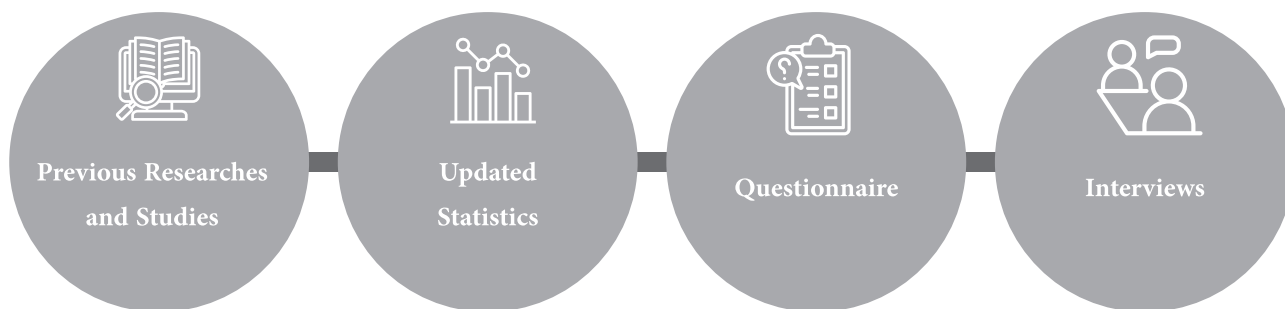 Previous Researches
and Studies
Updated
Statistics
Questionnaire
Interviews